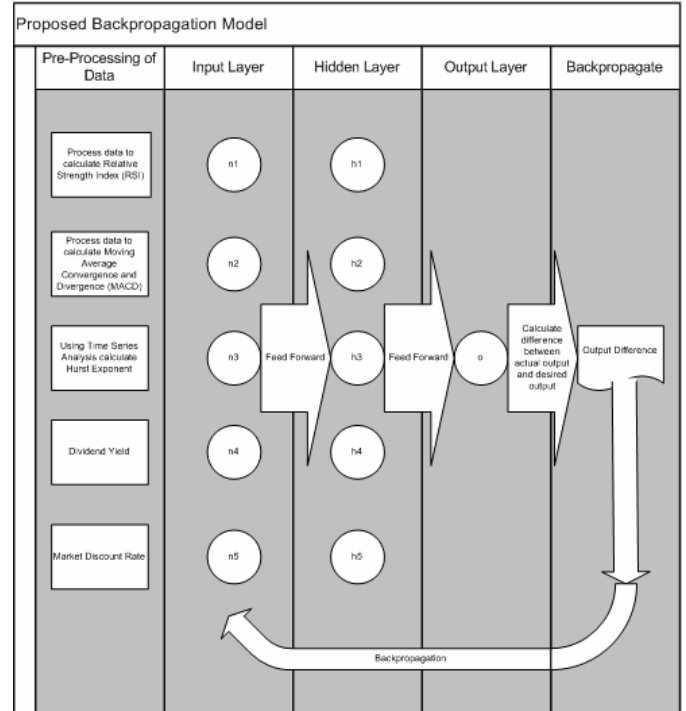 Proposed Backpropagation Model
Pre-Processing of
Data
Input Layer
Hidden Layer
Output Layer
Backpropagate
Process data to
calculate Relative
Strength Index (RSI)
n1
h1
Process data to
calculate Moving
Average
Convergence and
Divergence (MACD)
n2
h2
Using Time Series
Analysis calculate
Hurst Exponent
n3
Feed Forward
h3
Feed Forward
o
Calculate
difference
between
actual output
and desired
output
Output Difference
Dividend Yield
n4
h4
Market Discount Rate
n5
h5
Backpropagation